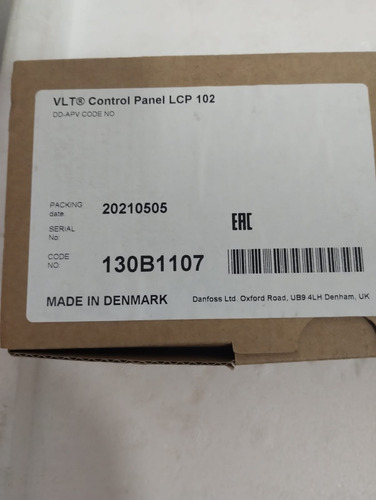 VLT® Control Panel LCP 102
DD-APV CODE NO
PACKING
date:
20210505
SERIAL
No:
EAC
CODE
NO:
130B1107
MADE IN DENMARK
Danfoss Ltd. Oxford Road, UB9 4LH Denham, UK